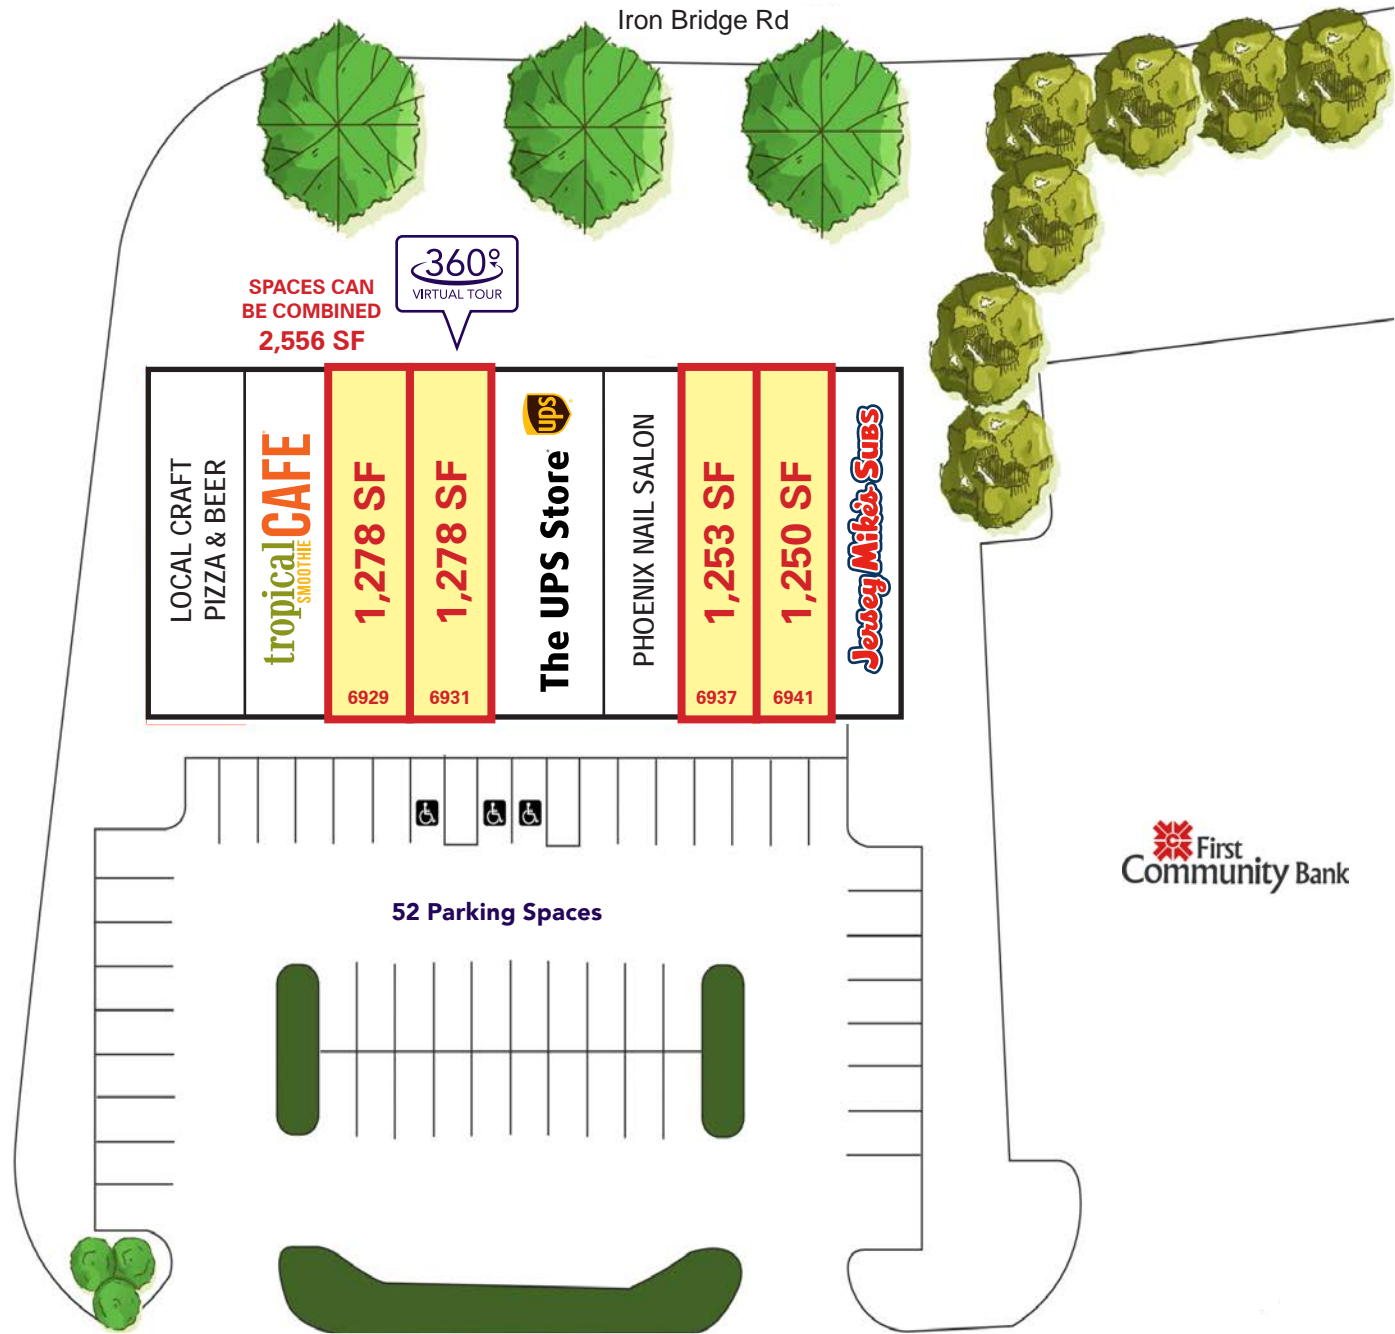 Iron Bridge Rd
SPACES CAN
BE COMBINED
2,556 SF
360°
VIRTUAL TOUR
LOCAL CRAFT
PIZZA & BEER
tropical
SMOOTHIE
CAFE
1,278 SF
6929
1,278 SF
6931
ups
The UPS Store
PHOENIX NAIL SALON
1,253 SF
6937
1,250 SF
6941
Jersey Mike's Subs
52 Parking Spaces
First
Community Bank